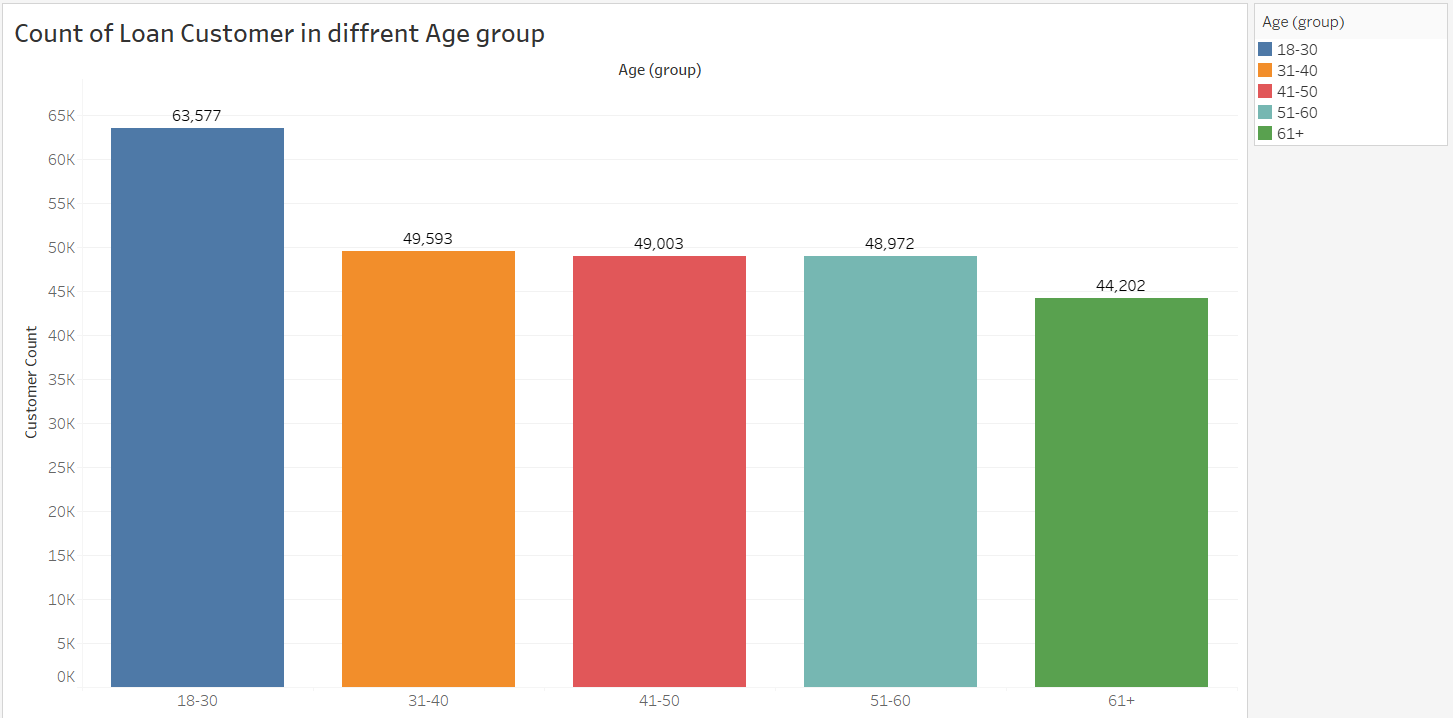 Count of Loan Customer in diffrent Age group
Age (group)
Customer Count
65K
60K
55K
50K
45K
40K
35K
30K
25K
20K
15K
10K
5K
0K
63,577
49,593
49,003
48,972
44,202
18-30
31-40
41-50
51-60
61+
Age (group)
18-30
31-40
41-50
51-60
61+